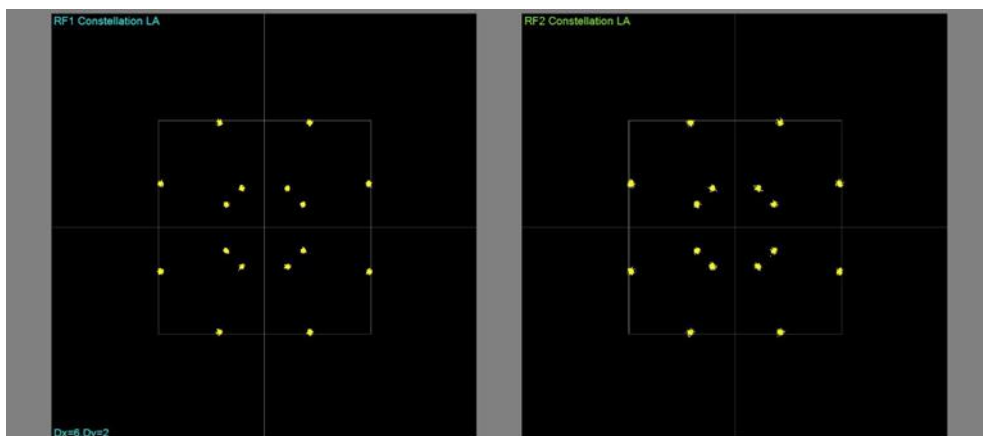 RF1 Constellation LA
RF2 Constellation LA
Dx=6 Dy=2